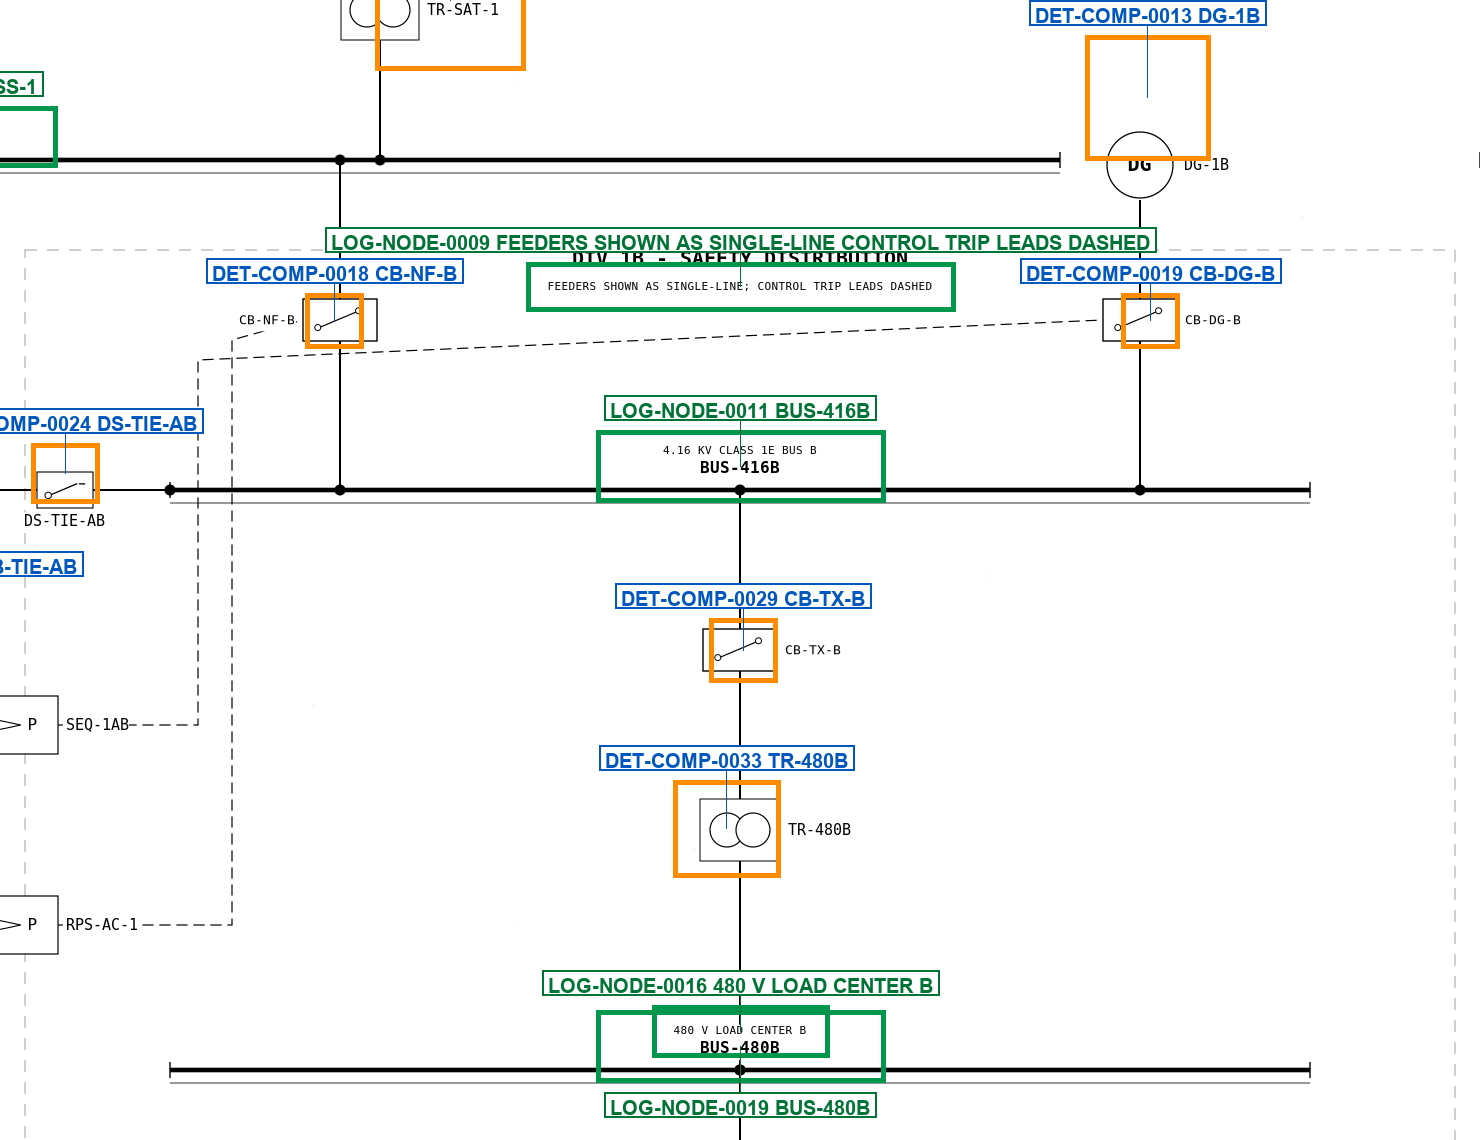 TR-SAT-1
DET-COMP-0013 DG-1B
SS-1
DG
DG-1B
LOG-NODE-0009 FEEDERS SHOWN AS SINGLE-LINE CONTROL TRIP LEADS DASHED
DIV 1B - SAFETY DISTRIBUTION
DET-COMP-0018 CB-NF-B
DET-COMP-0019 CB-DG-B
FEEDERS SHOWN AS SINGLE-LINE; CONTROL TRIP LEADS DASHED
CB-NF-B
CB-DG-B
LOG-NODE-0011 BUS-416B
OMP-0024 DS-TIE-AB
4.16 KV CLASS 1E BUS B
BUS-416B
DS-TIE-AB
B-TIE-AB
DET-COMP-0029 CB-TX-B
CB-TX-B
P
SEQ-1AB
DET-COMP-0033 TR-480B
TR-480B
P
RPS-AC-1
LOG-NODE-0016 480 V LOAD CENTER B
480 V LOAD CENTER B
BUS-480B
LOG-NODE-0019 BUS-480B